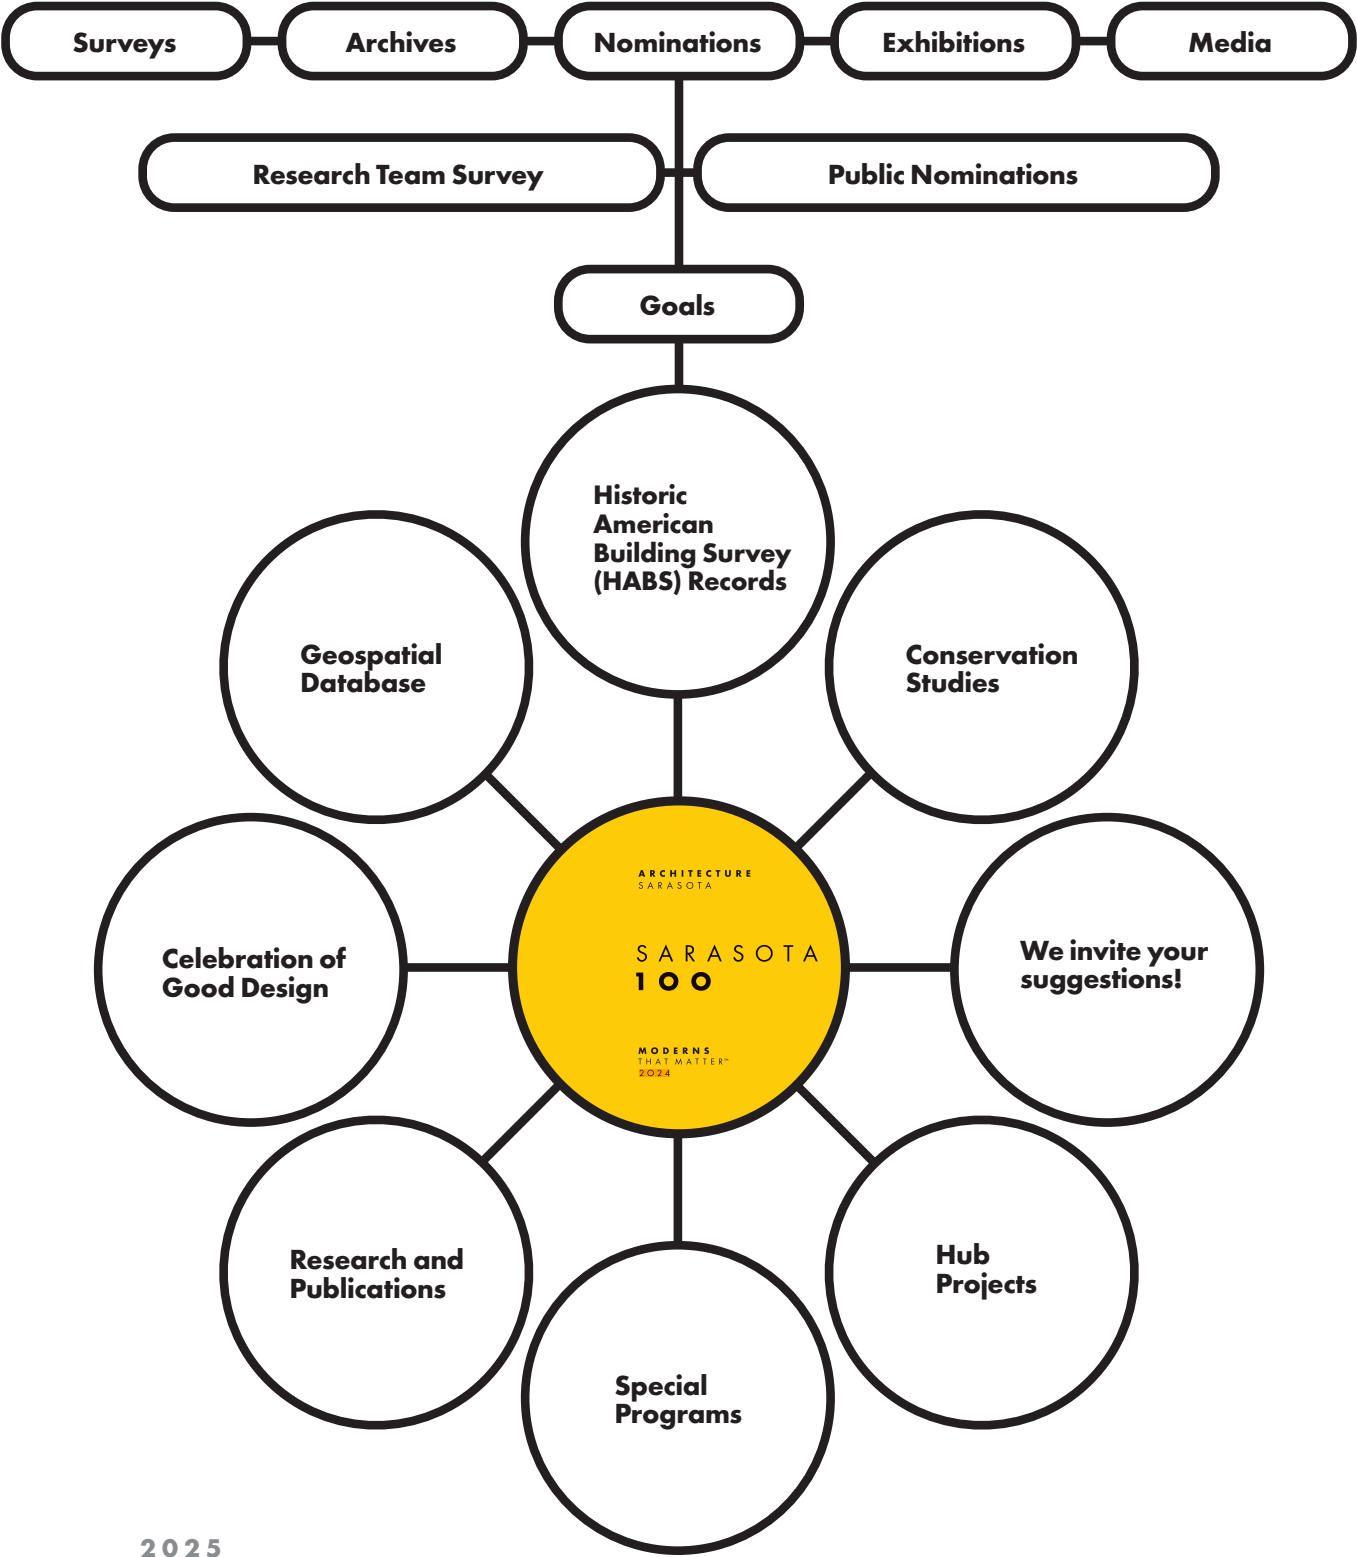 Surveys
Archives
Nominations
Exhibitions
Media
Research Team Survey
Public Nominations
Goals
Historic
American
Building Survey
(HABS) Records
Geospatial
Database
Conservation
Studies
ARCHITECTURE
SARASOTA
SARASOTA
100
MODERNS
THAT MATTER™
2024
Celebration of
Good Design
We invite your
suggestions!
Research and
Publications
Hub
Projects
Special
Programs
2025